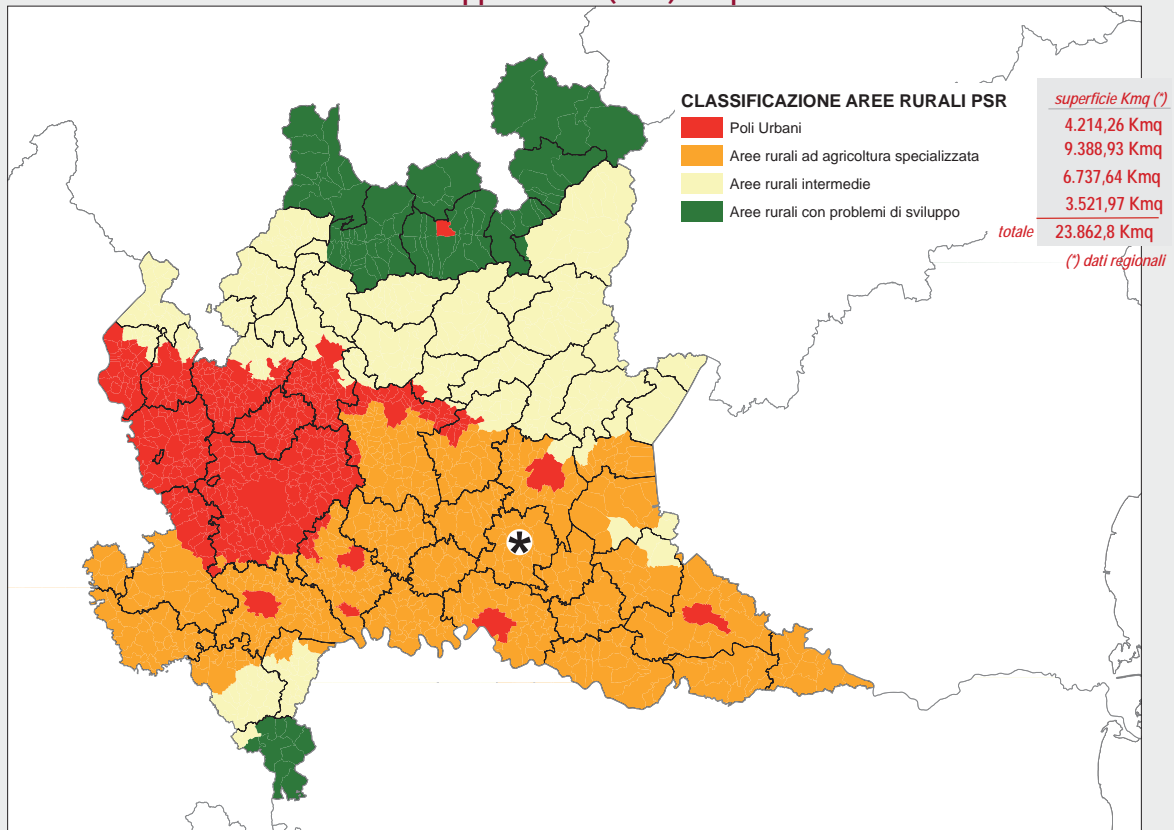 CLASSIFICAZIONE AREE RURALI PSR
superficie Kmq (*)
Poli Urbani
4.214,26 Kmq
Aree rurali ad agricoltura specializzata
9.388,93 Kmq
Aree rurali intermedie
6.737,64 Kmq
Aree rurali con problemi di sviluppo
3.521,97 Kmq
totale 23.862,8 Kmq
(*) dati regionali
*